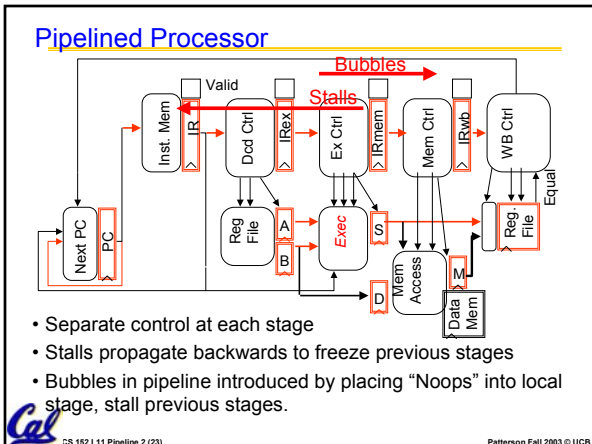 Pipelined Processor
Bubbles
Valid
Stalls
Inst. Mem
IR
Dcd Ctrl
IRex
Ex Ctrl
IRmem
Mem Ctrl
IRwb
WB Ctrl
Next PC
PC
Reg
File
A
B
Exec
S
D
Mem
Access
M
Data
Mem
Reg.
File
Equal
• Separate control at each stage
• Stalls propagate backwards to freeze previous stages
• Bubbles in pipeline introduced by placing “Noops” into local
stage, stall previous stages.
Cal
CS 152 L11 Pipeline 2 (23)
Patterson Fall 2003 © UCB